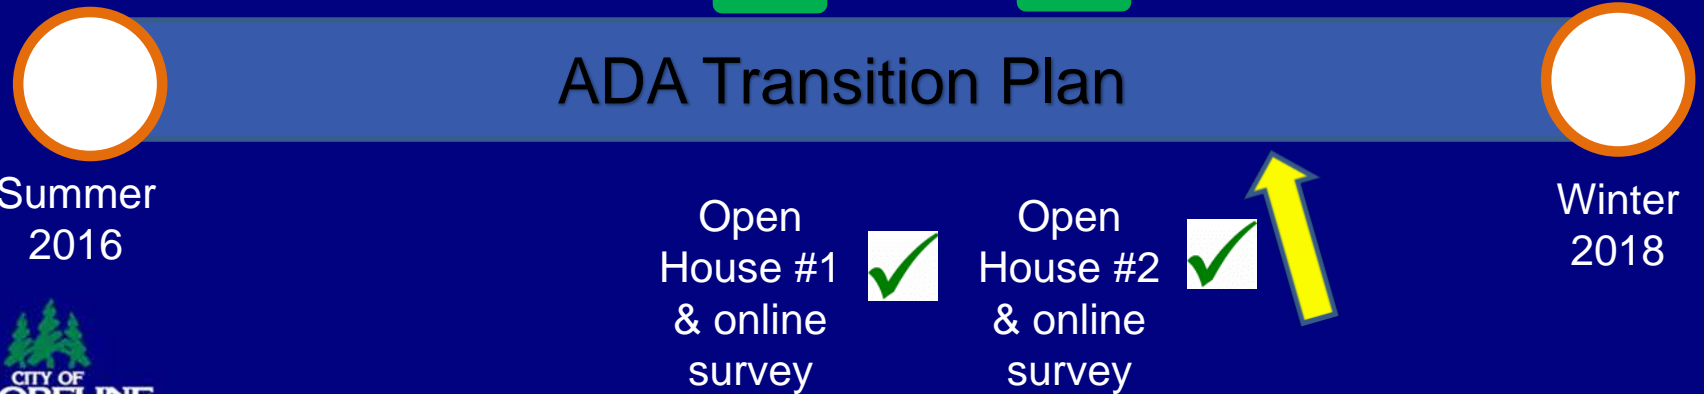 ADA Transition Plan
Summer
2016
Open
House #1
& online
survey
Open
House #2
& online
survey
Winter
2018
CITY OF